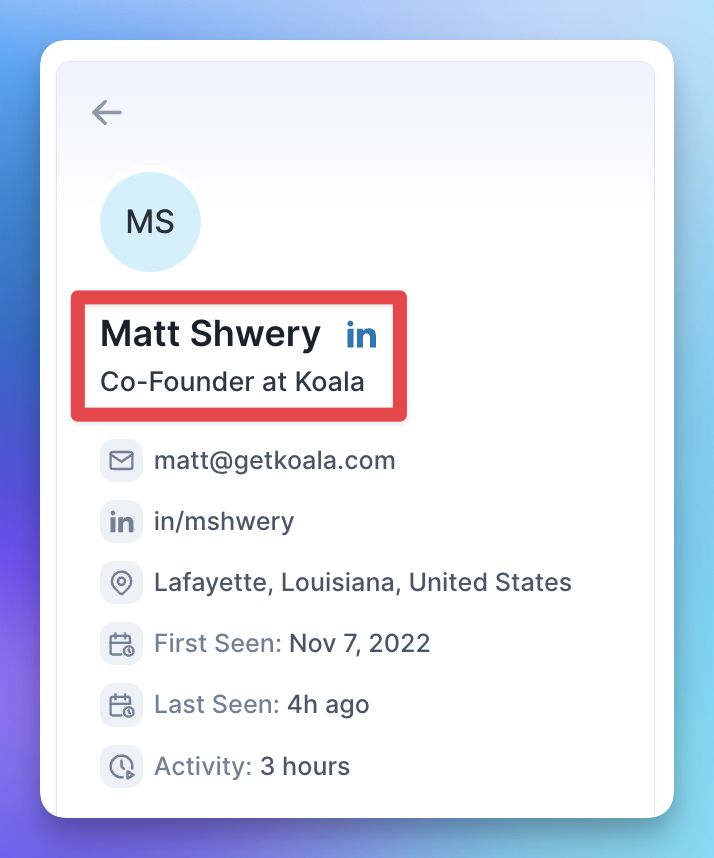 MS
Matt Shwery in
Co-Founder at Koala
matt@getkoala.com
in in/mshwery
Lafayette, Louisiana, United States
First Seen: Nov 7, 2022
Last Seen: 4h ago
Activity: 3 hours